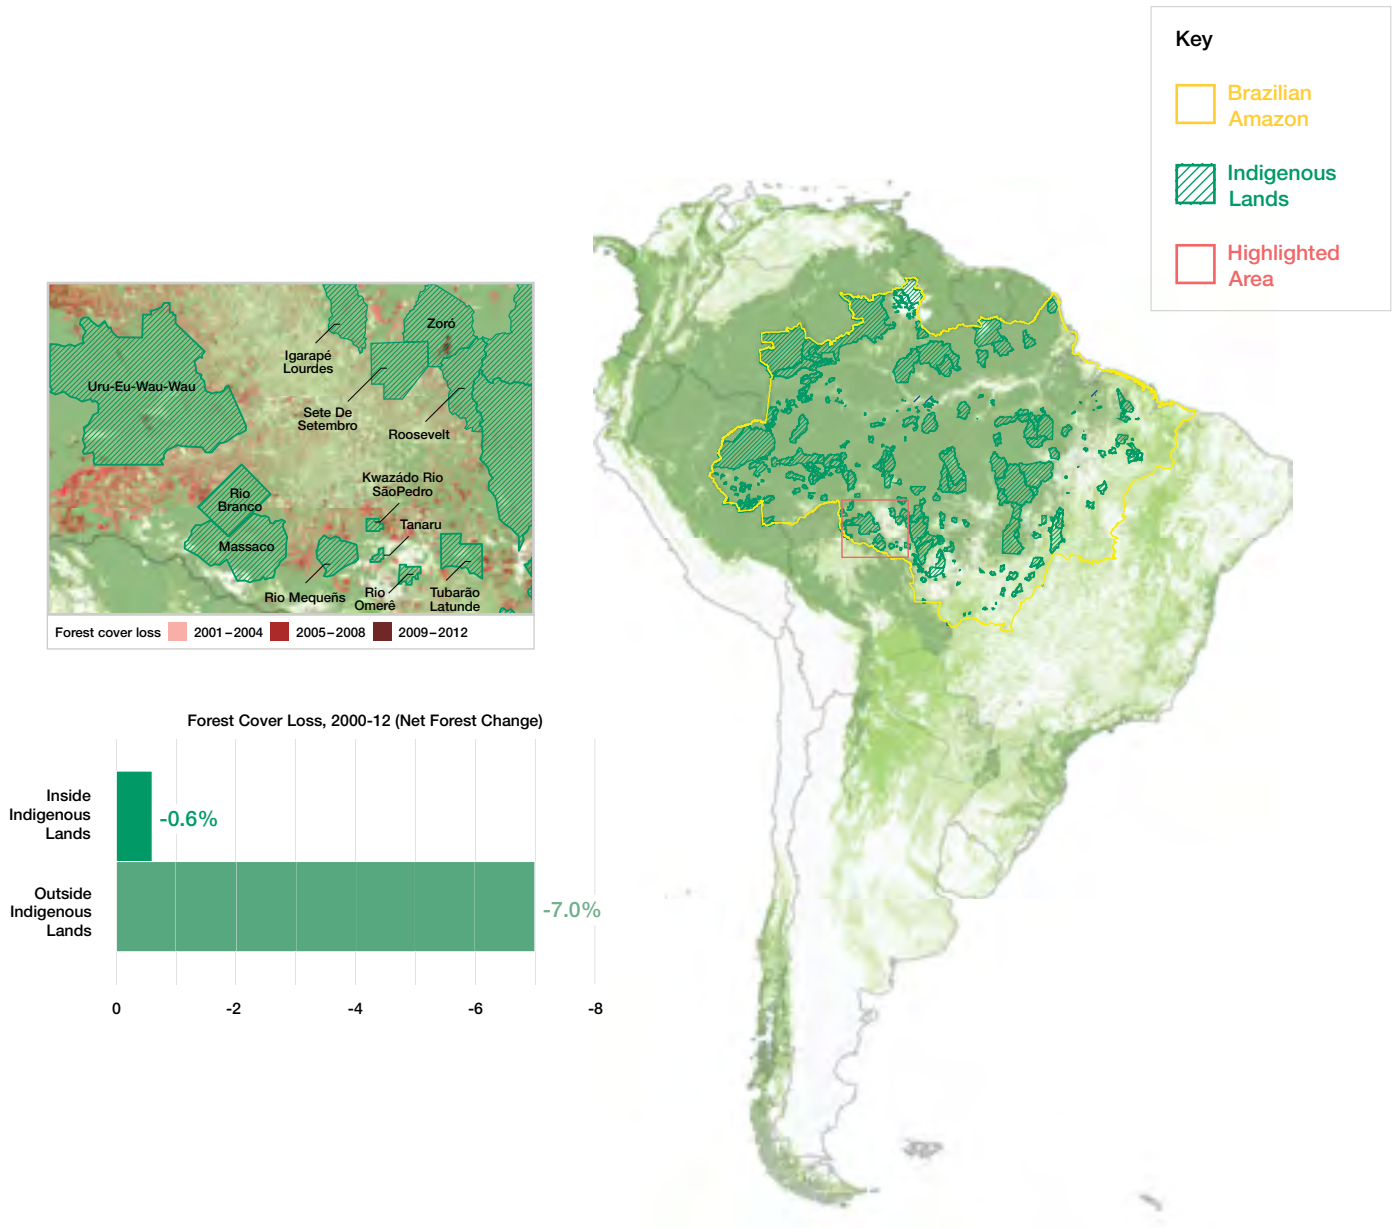 Key
Brazilian
Amazon
Indigenous
Lands
Highlighted
Area
Uru-Eu-Wau-Wau
Igarapé
Lourdes
Zoró
Sete De
Setembro
Roosevelt
Kwazádo Rio
SãoPedro
Rio
Branco
Tanaru
Massaco
Rio Mequeñs
Rio
Omerê
Tubarão
Latunde
Forest cover loss 2001–2004 2005–2008 2009–2012
Forest Cover Loss, 2000-12 (Net Forest Change)
Inside
Indigenous
Lands
-0.6%
Outside
Indigenous
Lands
-7.0%
0 -2 -4 -6 -8